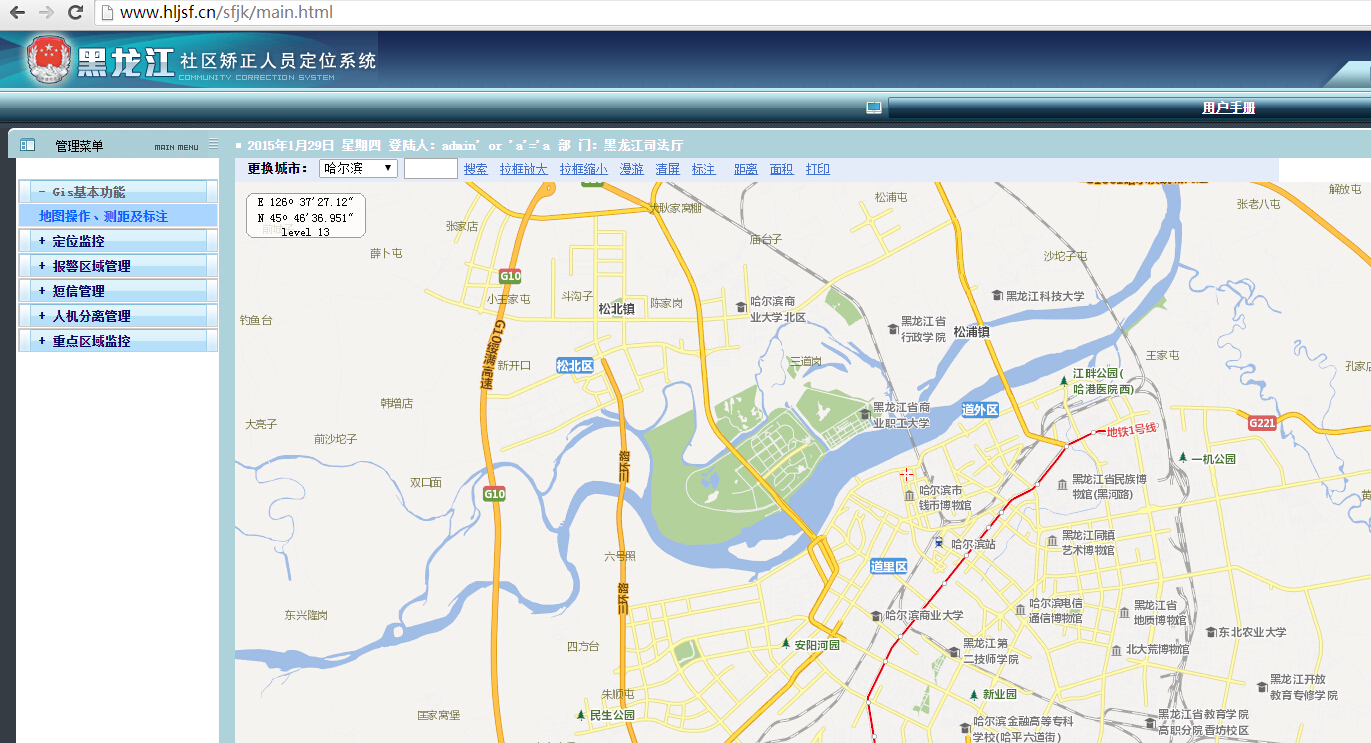 www.hljsf.cn/sfjk/main.html
黑龙江 社区矫正人员定位系统
COMMUNITY CORRECTION SYSTEM
用户手册
管理菜单 MAIN MENU
2015年1月29日 星期四 登陆人: admin' or 'a'='a 部 门: 黑龙江司法厅
更换城市: 哈尔滨 搜索 拉框放大 拉框缩小 漫游 清屏 标注 距离 面积 打印
- Gis基本功能
地图操作、测距及标注
+ 定位监控
+ 报警区域管理
+ 短信管理
+ 人机分离管理
+ 重点区域监控
E 126° 37'27.12"
N 45° 46'36.951"
level 13
解放屯
松浦屯
张老八屯
大耿家窝棚
张家店
庙台子
薛卜屯
沙坨子屯
G10
小王家屯
斗沟子
陈家岗
松北镇
哈尔滨商
业大学北区
黑龙江科技大学
钓鱼台
黑龙江省
行政学院
松浦镇
G10绥满高速
新开口
松北区
三道岗
王家屯
江畔公园(
哈港医院西)
韩增店
黑龙江省商
业职工大学
道外区
大亮子
前沙坨子
地铁1号线
G221
一机公园
三环路
双口面
G10
哈尔滨市
钱币博物馆
黑龙江省民族博
物馆(黑河路)
六号照
哈尔滨站
黑龙江同镇
艺术博物馆
道里区
三环路
东兴隆岗
哈尔滨商业大学
哈尔滨电信
通信博物馆
黑龙江省
地质博物馆
东北农业大学
四方台
安阳河园
黑龙江第
二技师学院
北大荒博物馆
朱顺屯
新业园
黑龙江开放
教育专修学院
匡家窝堡
民生公园
哈尔滨金融高等专科
学校(哈平六道街)
黑龙江省教育学院
高职分院香坊校区